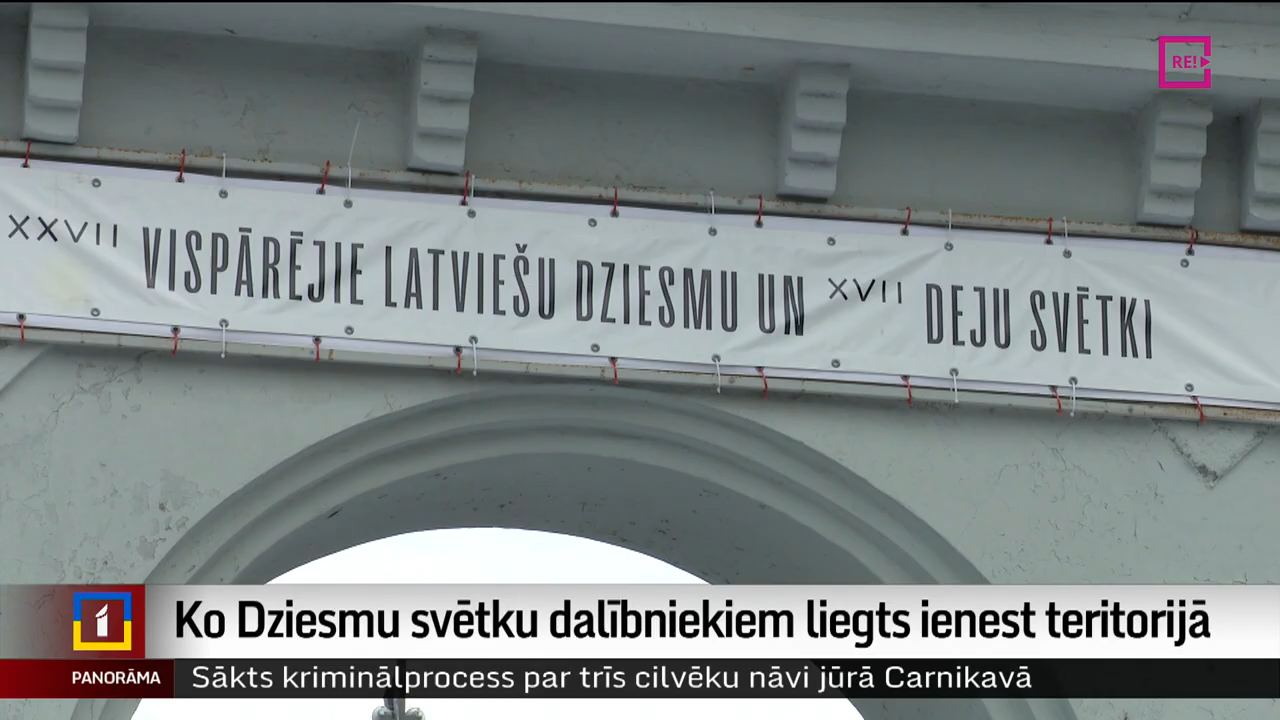 RE!
XXVII VISPĀRĒJIE LATVIEŠU DZIESMU UN XVII DEJU SVĒTKI
1 Ko Dziesmu svētku dalībniekiem liegts ienest teritorijā
PANORĀMA Sākts kriminālprocess par trīs cilvēku nāvi jūrā Carnikavā